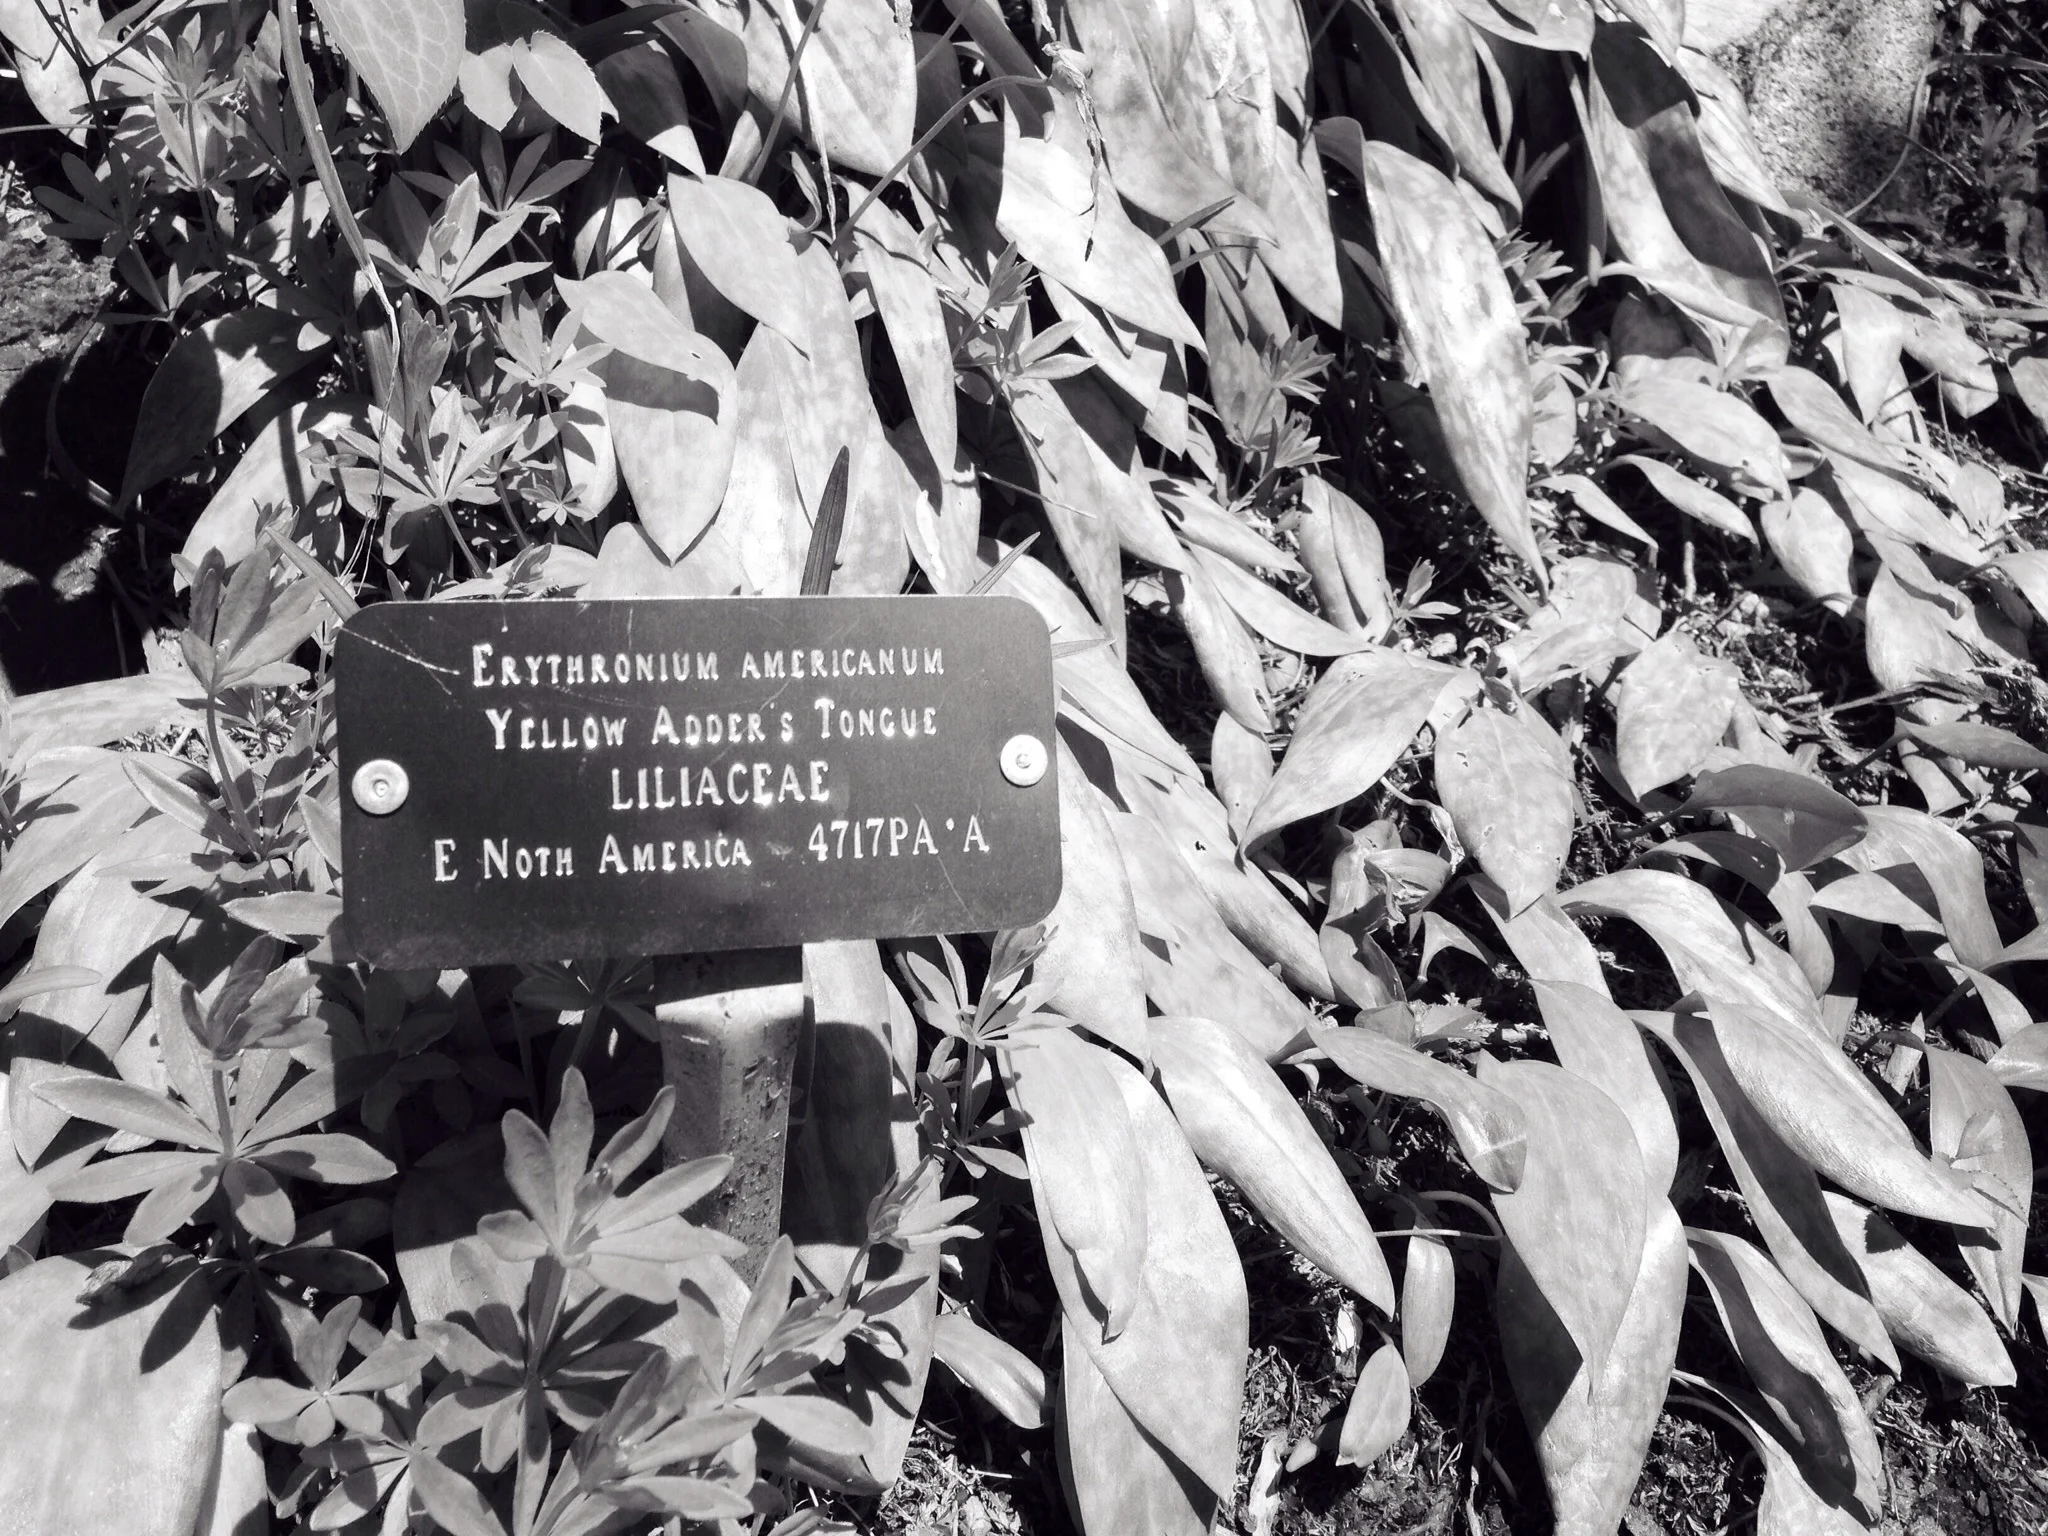 ERYTHRONIUM AMERICANUM
YELLOW ADDER'S TONGUE
LILIACEAE
E NOTH AMERICA 4717PA·A